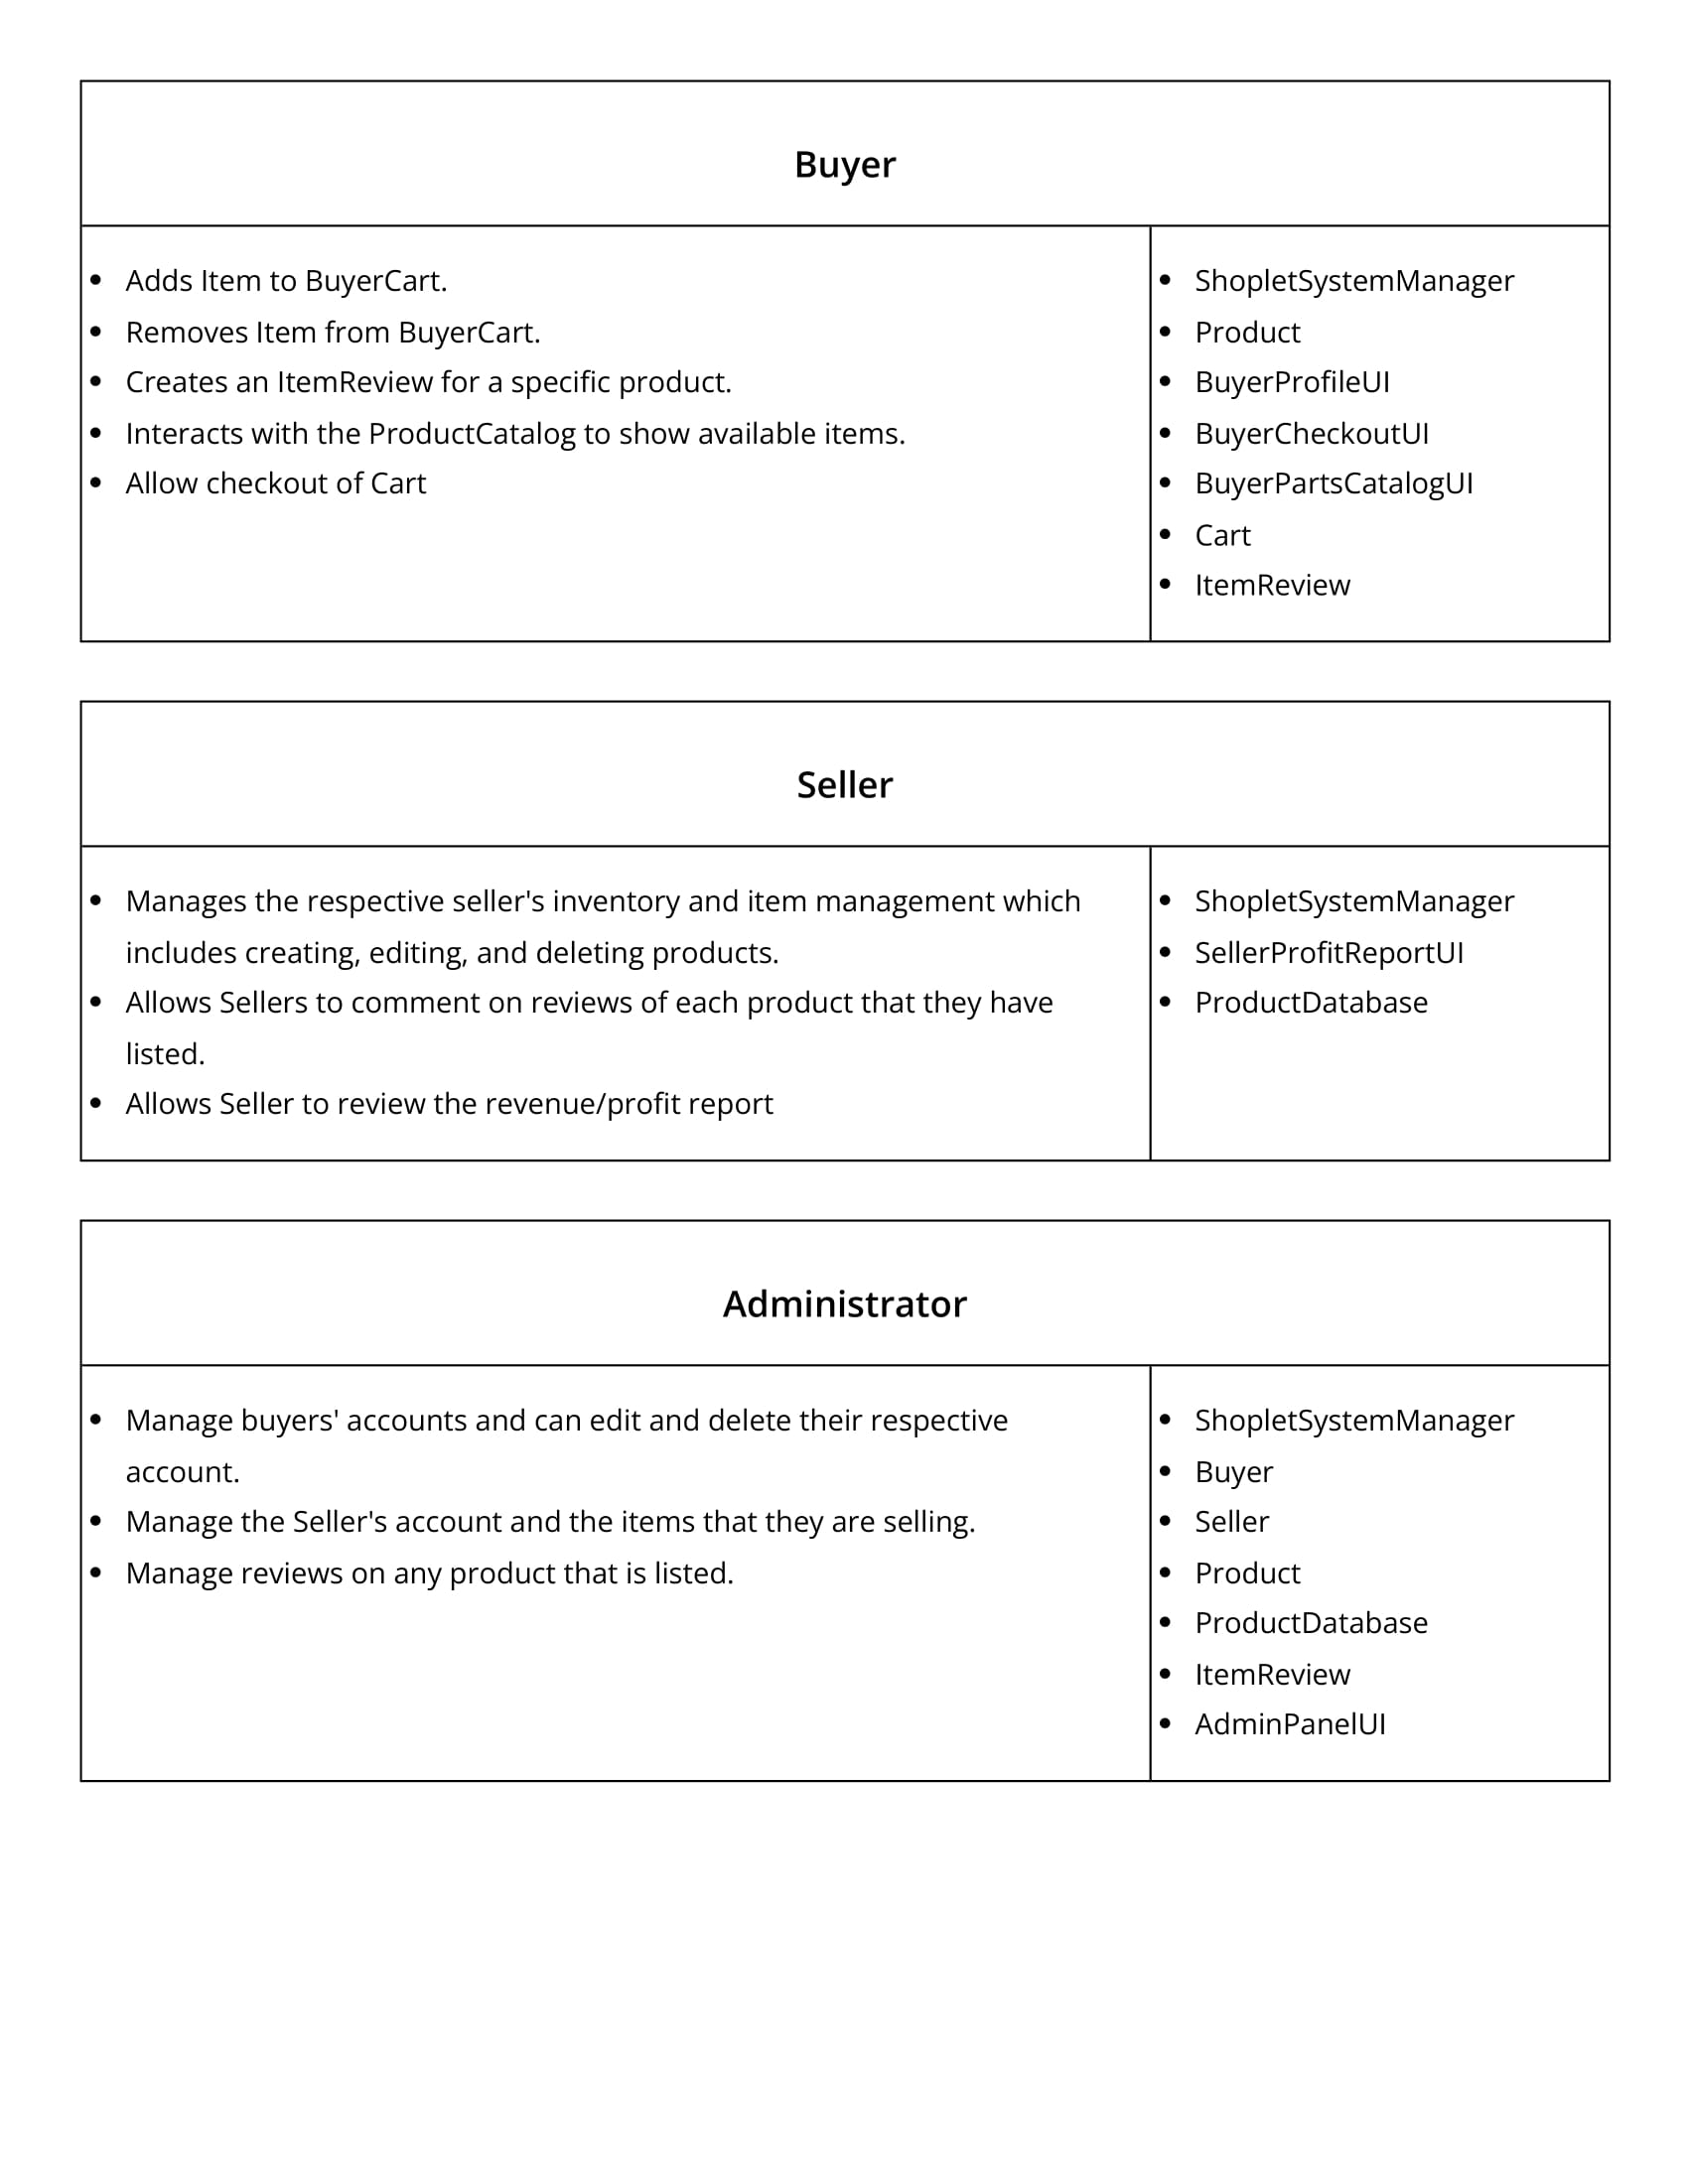 Buyer
Adds Item to BuyerCart.
Removes Item from BuyerCart.
Creates an ItemReview for a specific product.
Interacts with the ProductCatalog to show available items.
Allow checkout of Cart
ShopletSystemManager
Product
BuyerProfileUI
BuyerCheckoutUI
BuyerPartsCatalogUI
Cart
ItemReview
Seller
Manages the respective seller's inventory and item management which
includes creating, editing, and deleting products.
Allows Sellers to comment on reviews of each product that they have
listed.
Allows Seller to review the revenue/profit report
ShopletSystemManager
SellerProfitReportUI
ProductDatabase
Administrator
Manage buyers' accounts and can edit and delete their respective
account.
Manage the Seller's account and the items that they are selling.
Manage reviews on any product that is listed.
ShopletSystemManager
Buyer
Seller
Product
ProductDatabase
ItemReview
AdminPanelUI